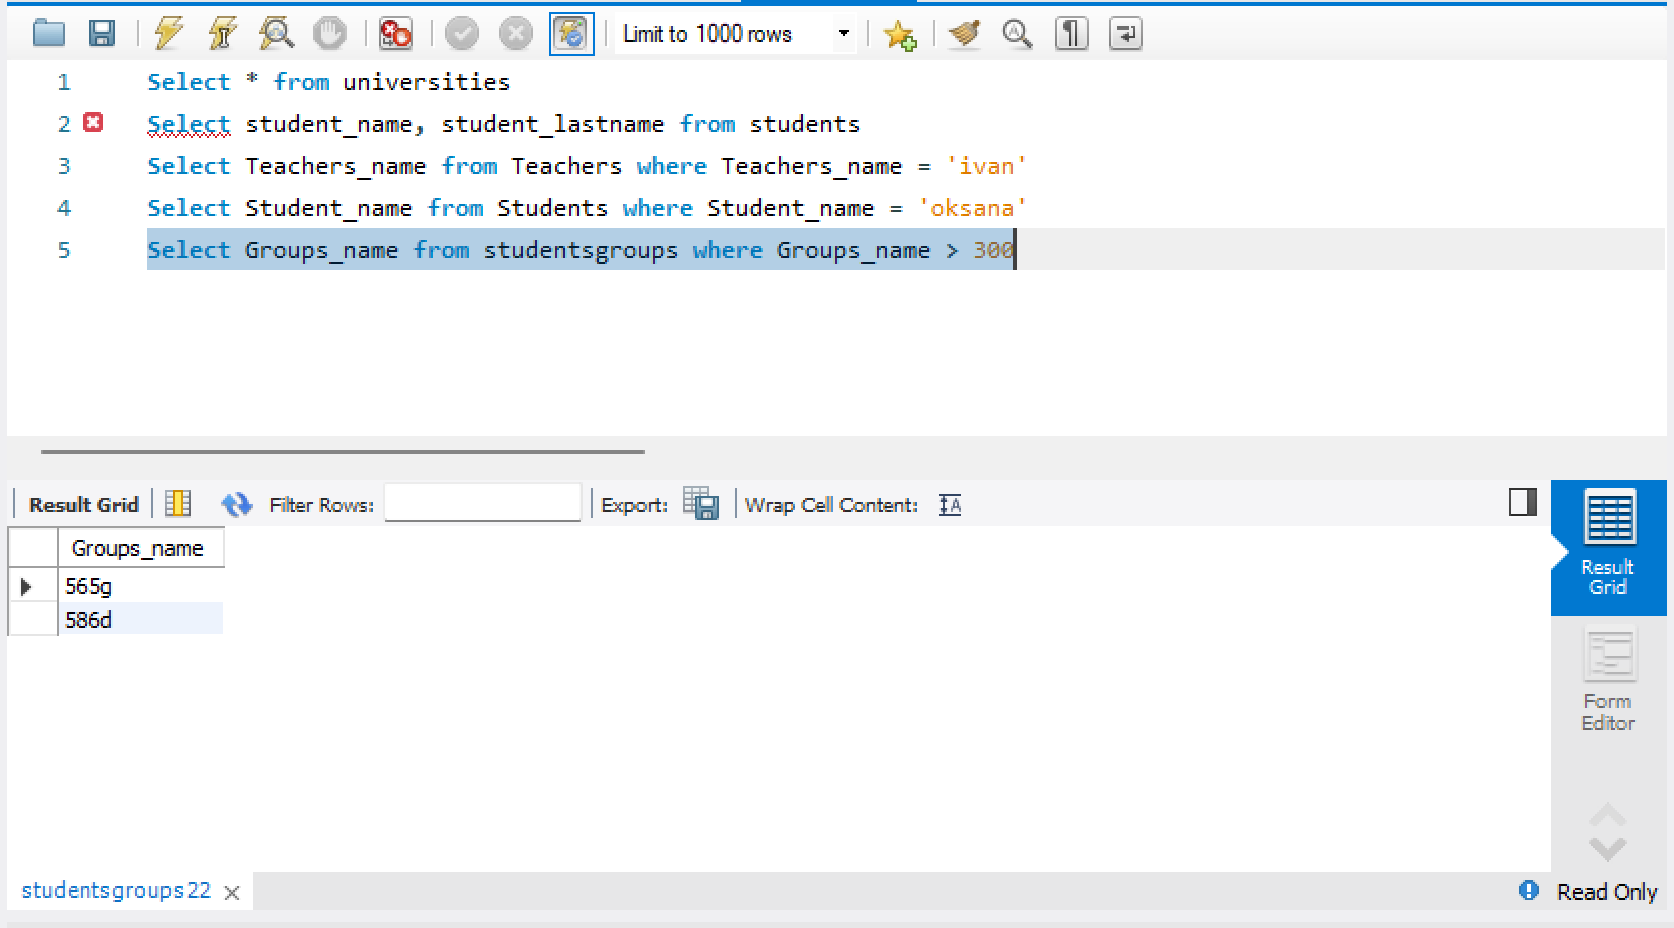 Limit to 1000 rows
1 Select * from universities
2 Select student_name, student_lastname from students
3 Select Teachers_name from Teachers where Teachers_name = 'ivan'
4 Select Student_name from Students where Student_name = 'oksana'
5 Select Groups_name from studentsgroups where Groups_name > 300
Result Grid Filter Rows: Export: Wrap Cell Content:
Groups_name
565g
586d
Result
Grid
Form
Editor
studentsgroups22
Read Only